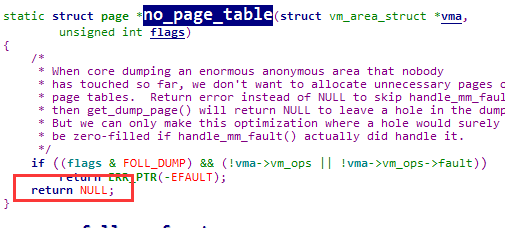 static struct page *no_page_table(struct vm_area_struct *vma,
unsigned int flags)
{
/*
* When core dumping an enormous anonymous area that nobody
* has touched so far, we don't want to allocate unnecessary pages o
* page tables.  Return error instead of NULL to skip handle_mm_faul
* then get_dump_page() will return NULL to leave a hole in the dump
* But we can only make this optimization where a hole would surely
* be zero-filled if handle_mm_fault() actually did handle it.
*/
if ((flags & FOLL_DUMP) && (!vma->vm_ops || !vma->vm_ops->fault))
return ERR_PTR(-EFAULT);
return NULL;
}